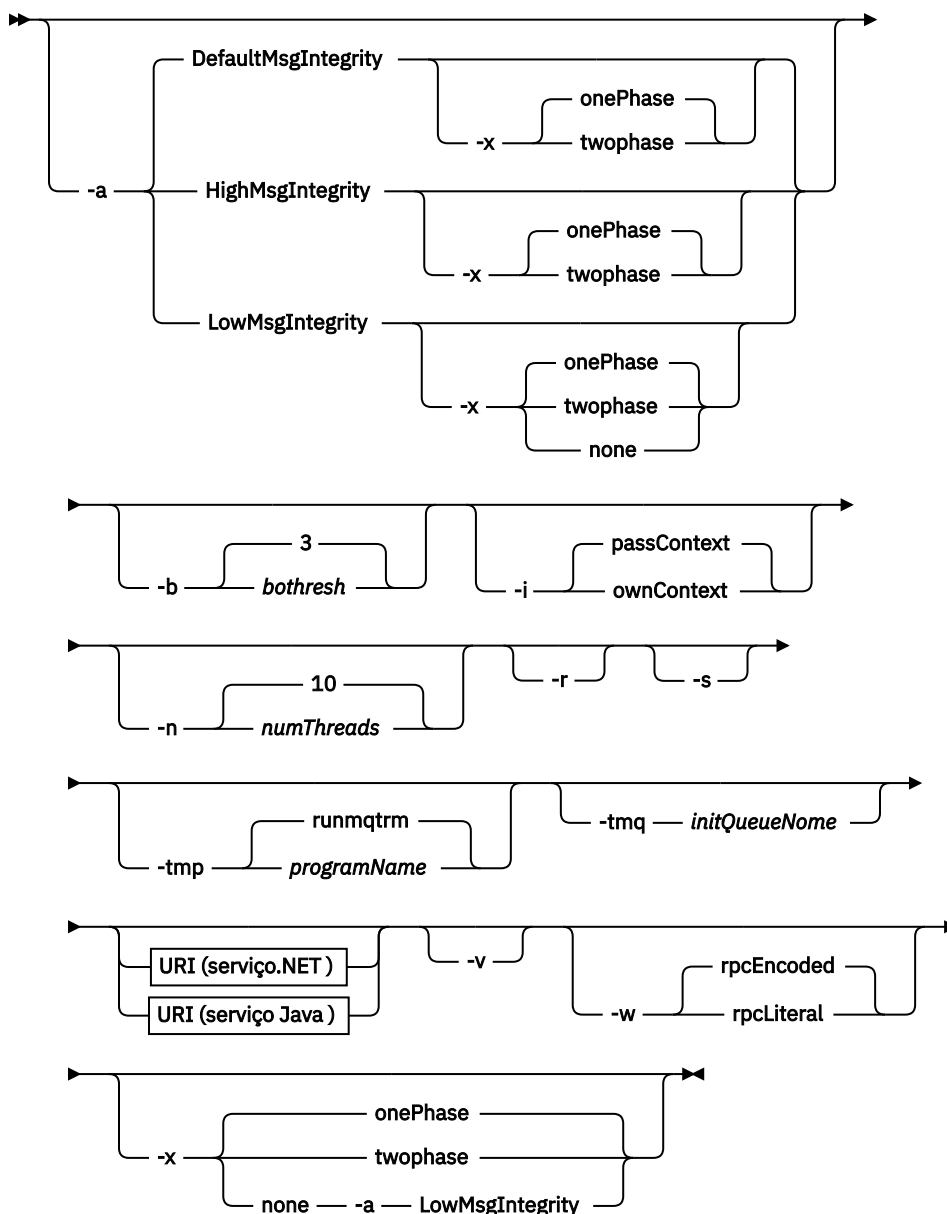 DefaultMsgIntegrity
onePhase
-x twophase
-a HighMsgIntegrity
onePhase
-x twophase
LowMsgIntegrity
onePhase
-x twophase
none
3 passContext
-b bothresh -i ownContext
10 -r -s
-n numThreads
runmqtrm -tmq initQueueNome
-tmp programName
URI (serviço.NET ) -v rpcEncoded
URI (serviço Java ) -w rpcLiteral
onePhase
-x twophase
none -a LowMsgIntegrity